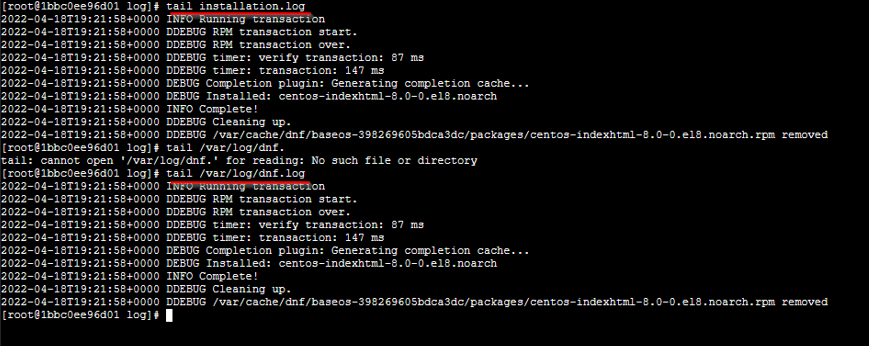 [root@1bbc0ee96d01 log]# tail installation.log
2022-04-18T19:21:58+0000 INFO Running transaction
2022-04-18T19:21:58+0000 DDEBUG RPM transaction start.
2022-04-18T19:21:58+0000 DDEBUG RPM transaction over.
2022-04-18T19:21:58+0000 DDEBUG timer: verify transaction: 87 ms
2022-04-18T19:21:58+0000 DDEBUG timer: transaction: 147 ms
2022-04-18T19:21:58+0000 DEBUG Completion plugin: Generating completion cache...
2022-04-18T19:21:58+0000 DEBUG Installed: centos-indexhtml-8.0-0.el8.noarch
2022-04-18T19:21:58+0000 INFO Complete!
2022-04-18T19:21:58+0000 DDEBUG Cleaning up.
2022-04-18T19:21:58+0000 DDEBUG /var/cache/dnf/baseos-398269605bdca3dc/packages/centos-indexhtml-8.0-0.el8.noarch.rpm removed
[root@1bbc0ee96d01 log]# tail /var/log/dnf.
tail: cannot open '/var/log/dnf.' for reading: No such file or directory
[root@1bbc0ee96d01 log]# tail /var/log/dnf.log
2022-04-18T19:21:58+0000 INFO Running transaction
2022-04-18T19:21:58+0000 DDEBUG RPM transaction start.
2022-04-18T19:21:58+0000 DDEBUG RPM transaction over.
2022-04-18T19:21:58+0000 DDEBUG timer: verify transaction: 87 ms
2022-04-18T19:21:58+0000 DDEBUG timer: transaction: 147 ms
2022-04-18T19:21:58+0000 DEBUG Completion plugin: Generating completion cache...
2022-04-18T19:21:58+0000 DEBUG Installed: centos-indexhtml-8.0-0.el8.noarch
2022-04-18T19:21:58+0000 INFO Complete!
2022-04-18T19:21:58+0000 DDEBUG Cleaning up.
2022-04-18T19:21:58+0000 DDEBUG /var/cache/dnf/baseos-398269605bdca3dc/packages/centos-indexhtml-8.0-0.el8.noarch.rpm removed
[root@1bbc0ee96d01 log]#